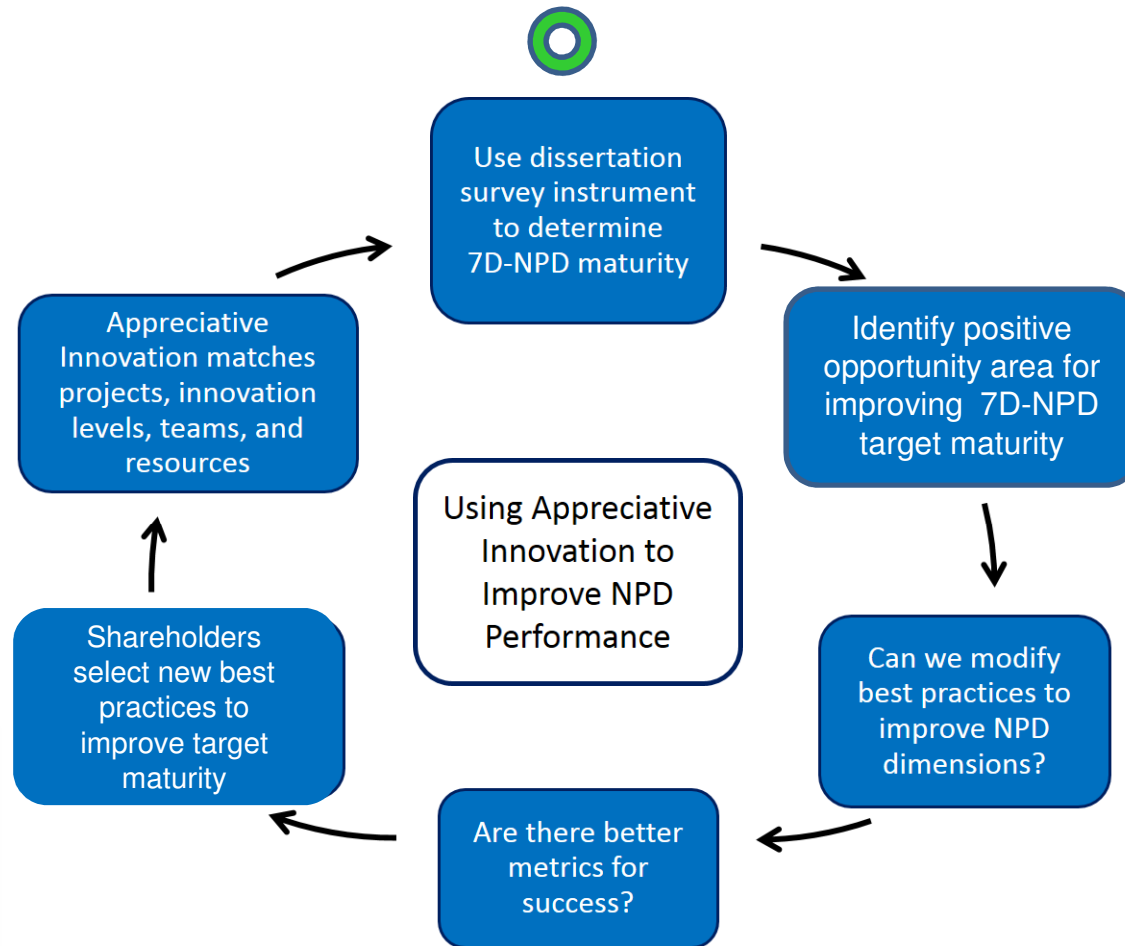 Use dissertation
survey instrument
to determine
7D-NPD maturity
Identify positive
opportunity area for
improving 7D-NPD
target maturity
Can we modify
best practices to
improve NPD
dimensions?
Are there better
metrics for
success?
Shareholders
select new best
practices to
improve target
maturity
Appreciative
Innovation matches
projects, innovation
levels, teams, and
resources
Using Appreciative
Innovation to
Improve NPD
Performance